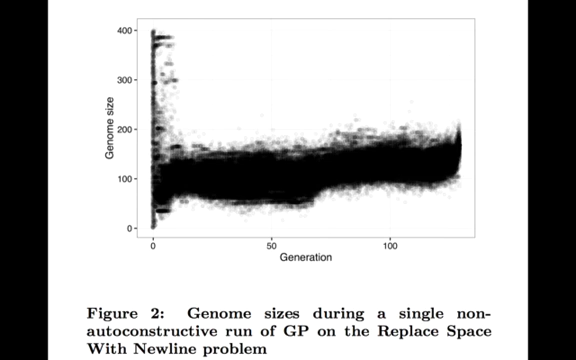 400
300
200
100
0
Genome size
0 50 100
Generation
Figure 2: Genome sizes during a single non-
autoconstructive run of GP on the Replace Space
With Newline problem